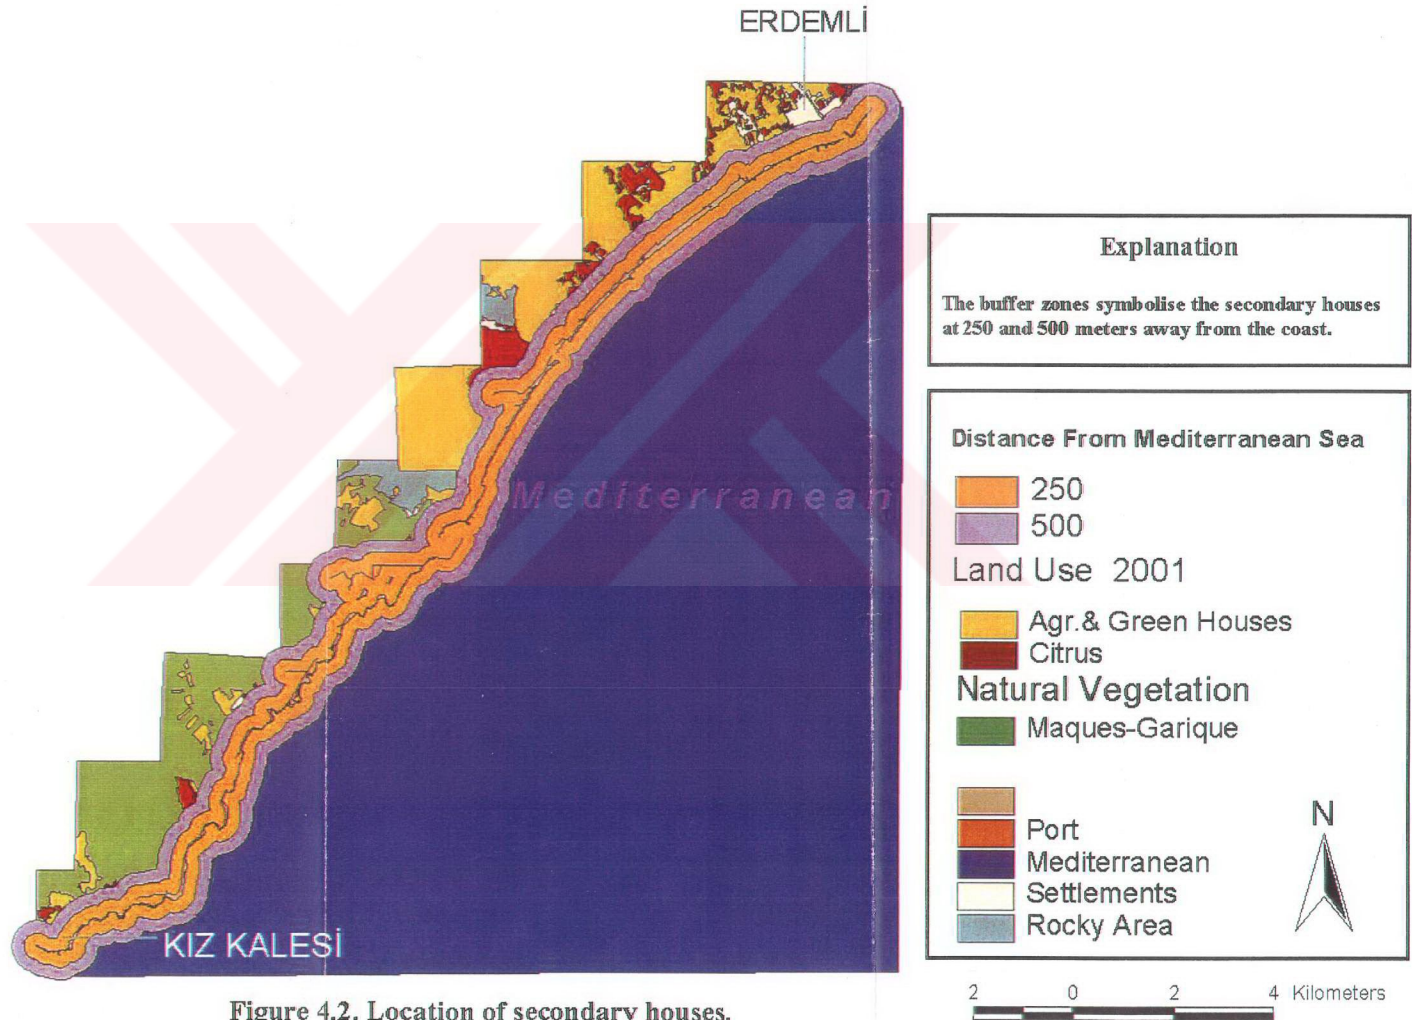 ERDEMLİ
Explanation
The buffer zones symbolise the secondary houses
at 250 and 500 meters away from the coast.
Distance From Mediterranean Sea
250
500
Land Use 2001
Agr.& Green Houses
Citrus
Natural Vegetation
Maques-Garique
Port
Mediterranean
Settlements
Rocky Area
N
Mediterranean
KIZ KALESİ
2 0 2 4 Kilometers
Figure 4.2. Location of secondary houses.